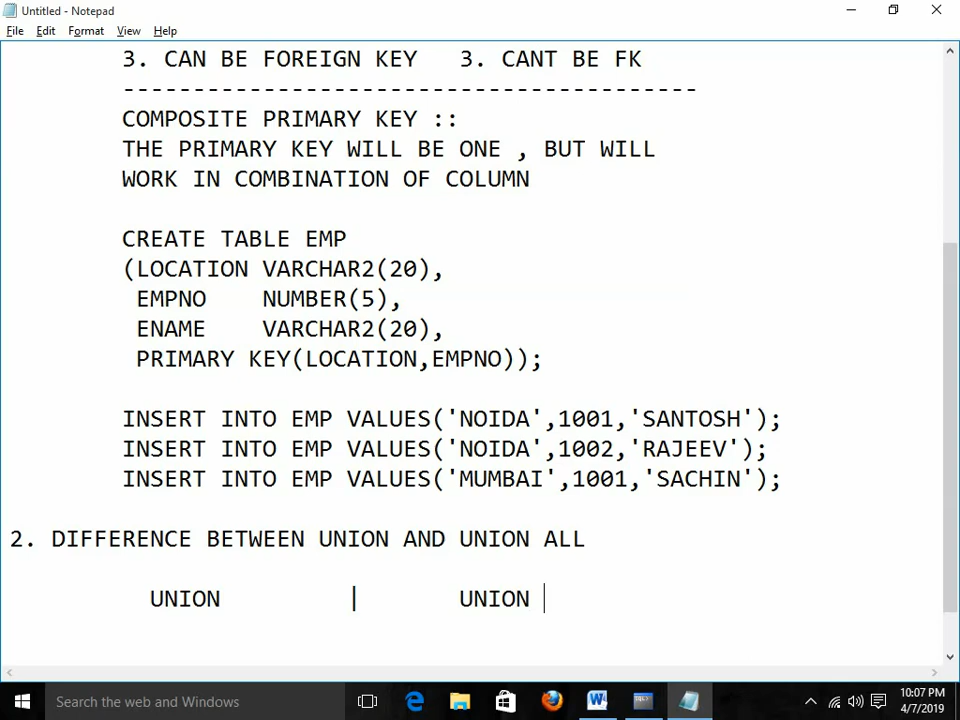 Untitled - Notepad
File Edit Format View Help
3. CAN BE FOREIGN KEY 3. CANT BE FK
-----------------------------------------
COMPOSITE PRIMARY KEY ::
THE PRIMARY KEY WILL BE ONE , BUT WILL
WORK IN COMBINATION OF COLUMN
CREATE TABLE EMP
(LOCATION VARCHAR2(20),
EMPNO NUMBER(5),
ENAME VARCHAR2(20),
PRIMARY KEY(LOCATION,EMPNO));
INSERT INTO EMP VALUES('NOIDA',1001,'SANTOSH');
INSERT INTO EMP VALUES('NOIDA',1002,'RAJEEV');
INSERT INTO EMP VALUES('MUMBAI',1001,'SACHIN');
2. DIFFERENCE BETWEEN UNION AND UNION ALL
UNION | UNION
Search the web and Windows
10:07 PM
4/7/2019